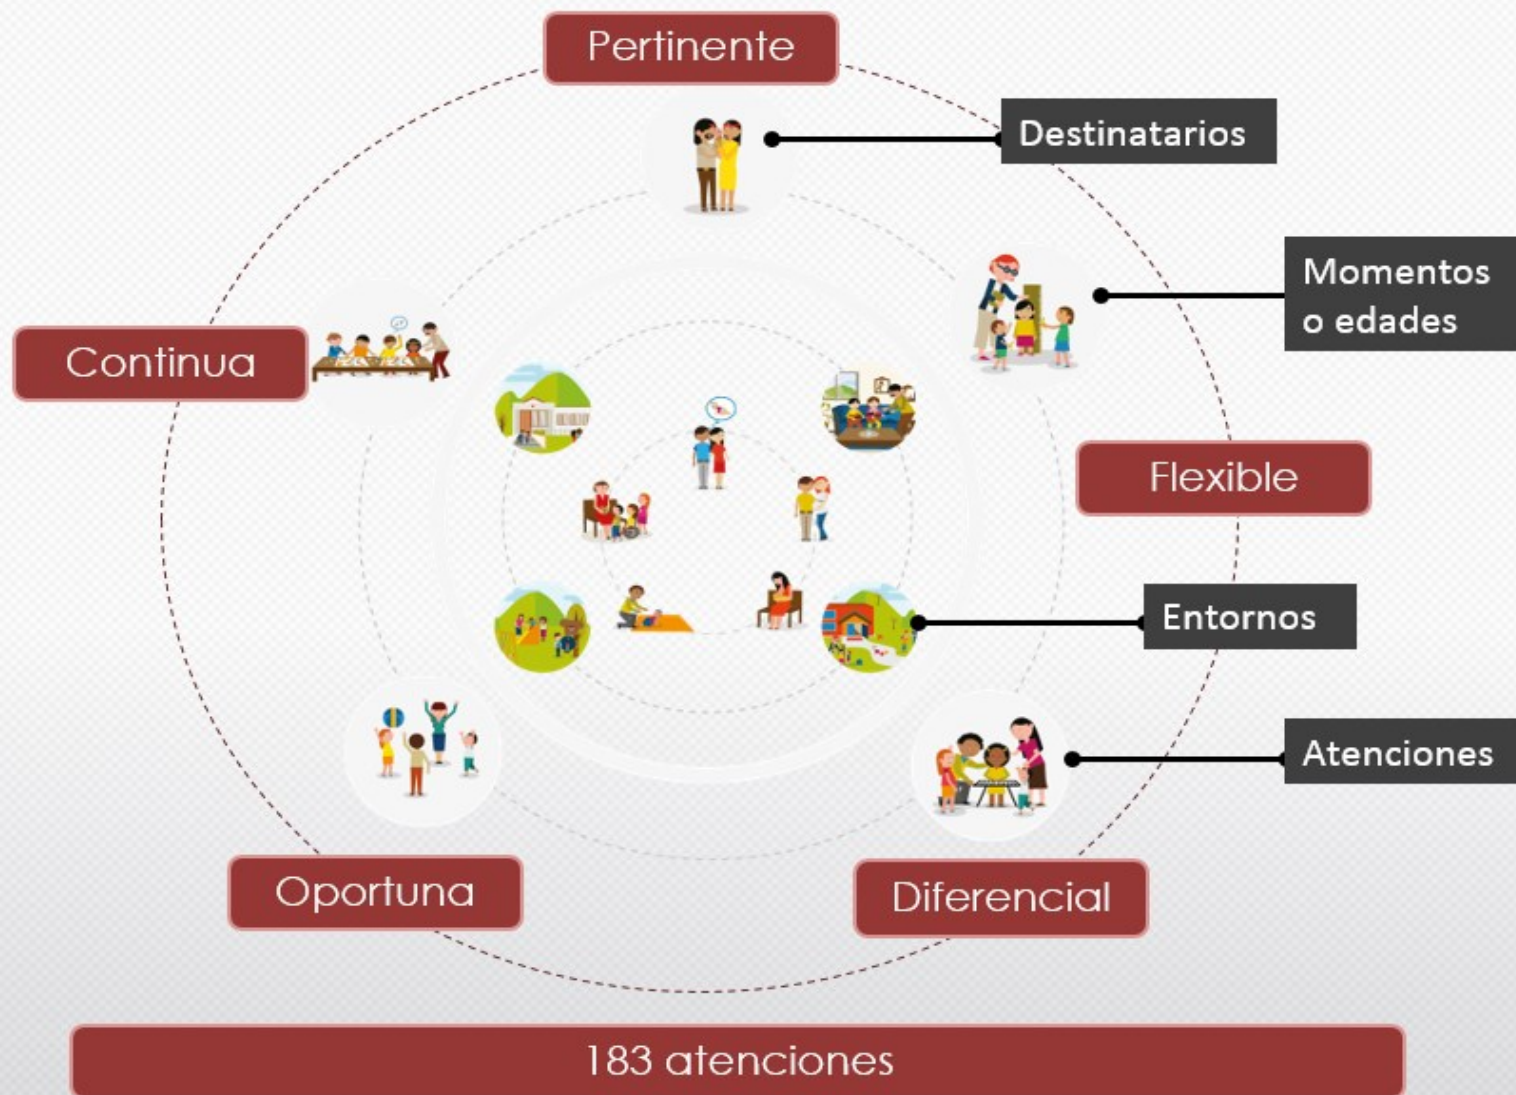 Pertinente
Destinatarios
Momentos
o edades
Continua
Flexible
Entornos
Atenciones
Oportuna
Diferencial
183 atenciones